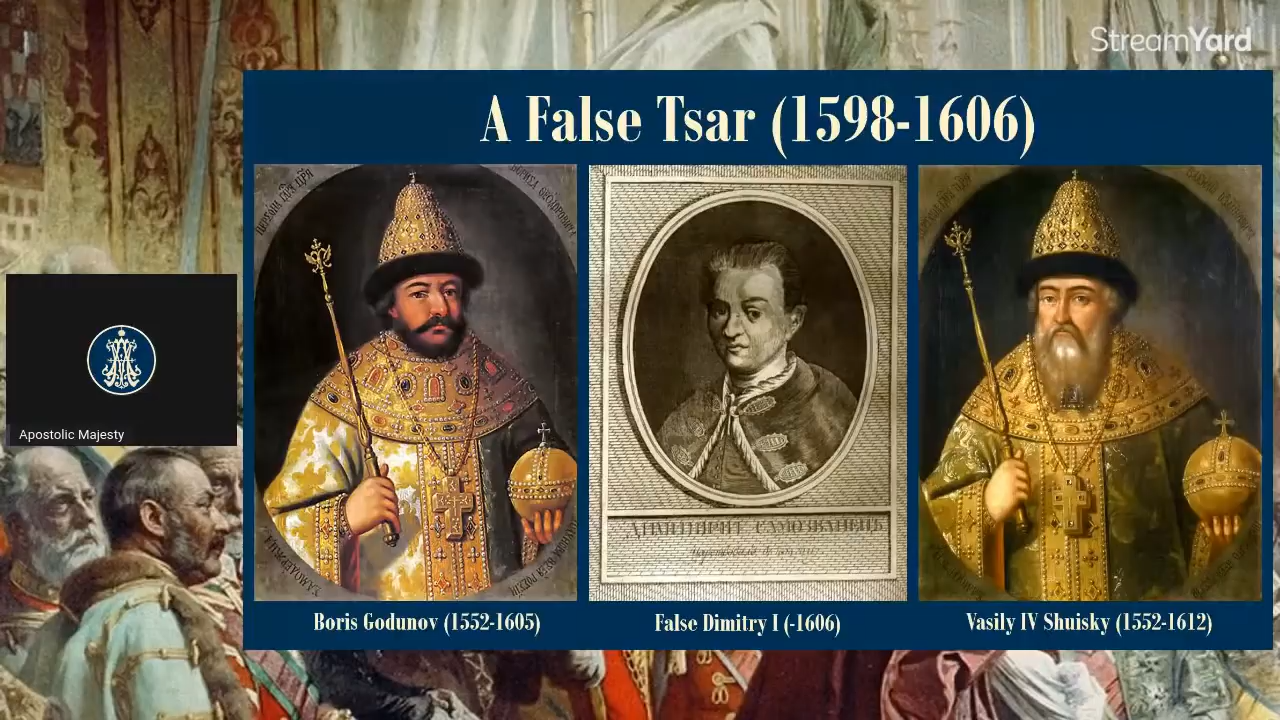 StreamYard
A False Tsar (1598-1606)
Apostolic Majesty
Boris Godunov (1552-1605)
False Dimitry I (-1606)
Vasily IV Shuisky (1552-1612)